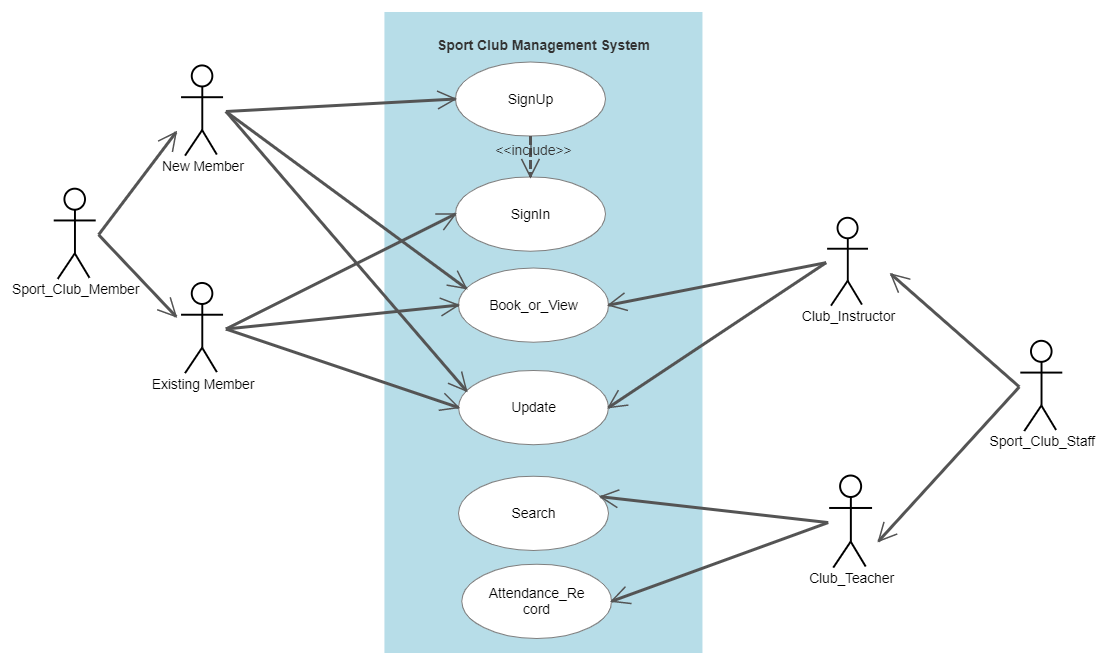 Sport Club Management System
SignUp
<<include>>
New Member
SignIn
Sport_Club_Member
Book_or_View
Club_Instructor
Existing Member
Update
Sport_Club_Staff
Search
Club_Teacher
Attendance_Re
cord